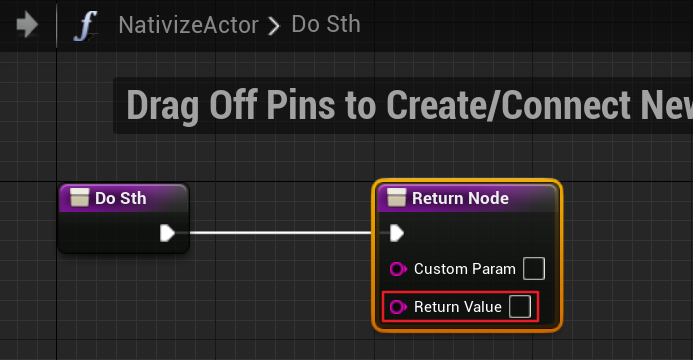 f NativizeActor > Do Sth
Drag Off Pins to Create/Connect New
Do Sth
Return Node
Custom Param
Return Value